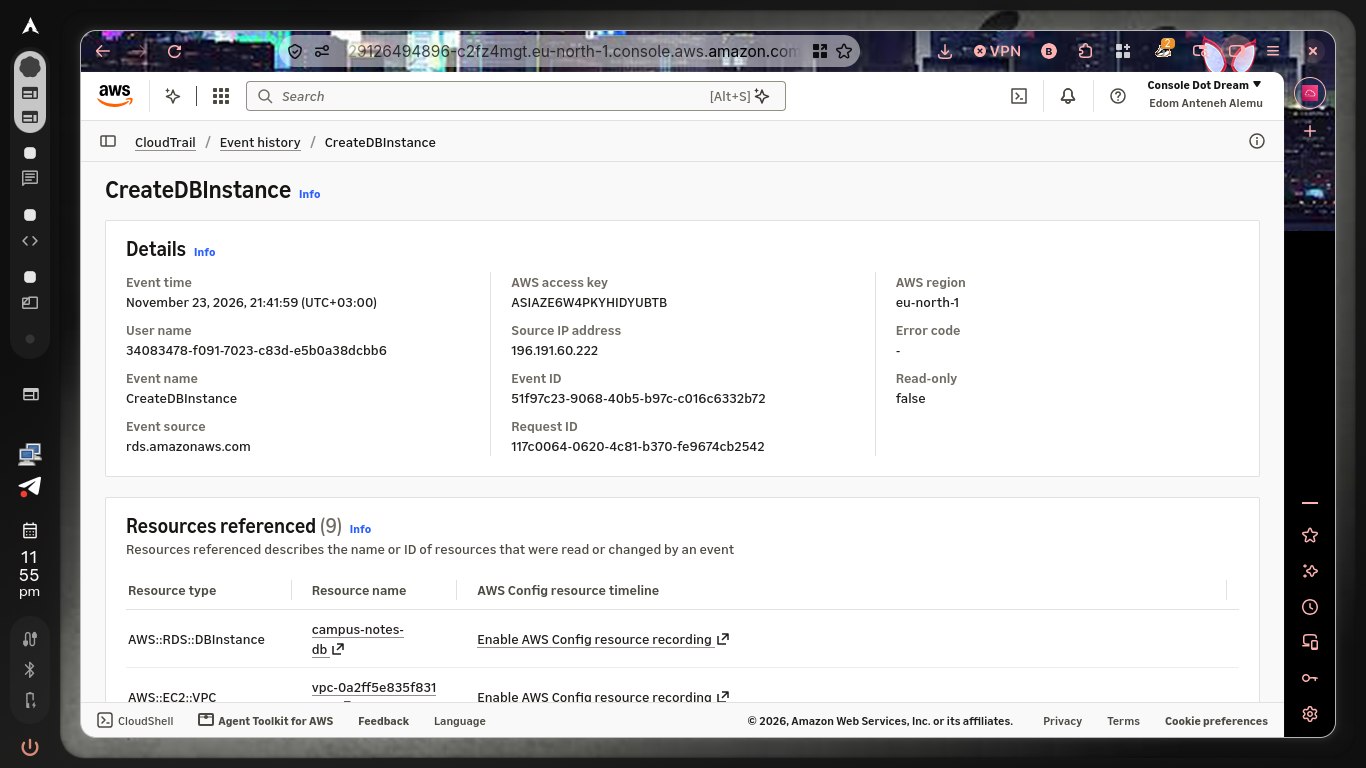 29126494896-c2fz4mgt.eu-north-1.console.aws.amazon.com
VPN
B
2
aws
Search
[Alt+S]
Console Dot Dream
Edom Anteneh Alemu
CloudTrail / Event history / CreateDBInstance
CreateDBInstance Info
Details Info
Event time
November 23, 2026, 21:41:59 (UTC+03:00)
User name
34083478-f091-7023-c83d-e5b0a38dcbb6
Event name
CreateDBInstance
Event source
rds.amazonaws.com
AWS access key
ASIAZE6W4PKYHIDYUBTB
Source IP address
196.191.60.222
Event ID
51f97c23-9068-40b5-b97c-c016c6332b72
Request ID
117c0064-0620-4c81-b370-fe9674cb2542
AWS region
eu-north-1
Error code
-
Read-only
false
Resources referenced (9) Info
Resources referenced describes the name or ID of resources that were read or changed by an event
Resource type Resource name AWS Config resource timeline
AWS::RDS::DBInstance campus-notes-
db Enable AWS Config resource recording
AWS::EC2::VPC vpc-0a2ff5e835f831 Enable AWS Config resource recording
CloudShell Agent Toolkit for AWS Feedback Language © 2026, Amazon Web Services, Inc. or its affiliates. Privacy Terms Cookie preferences
11
55
pm